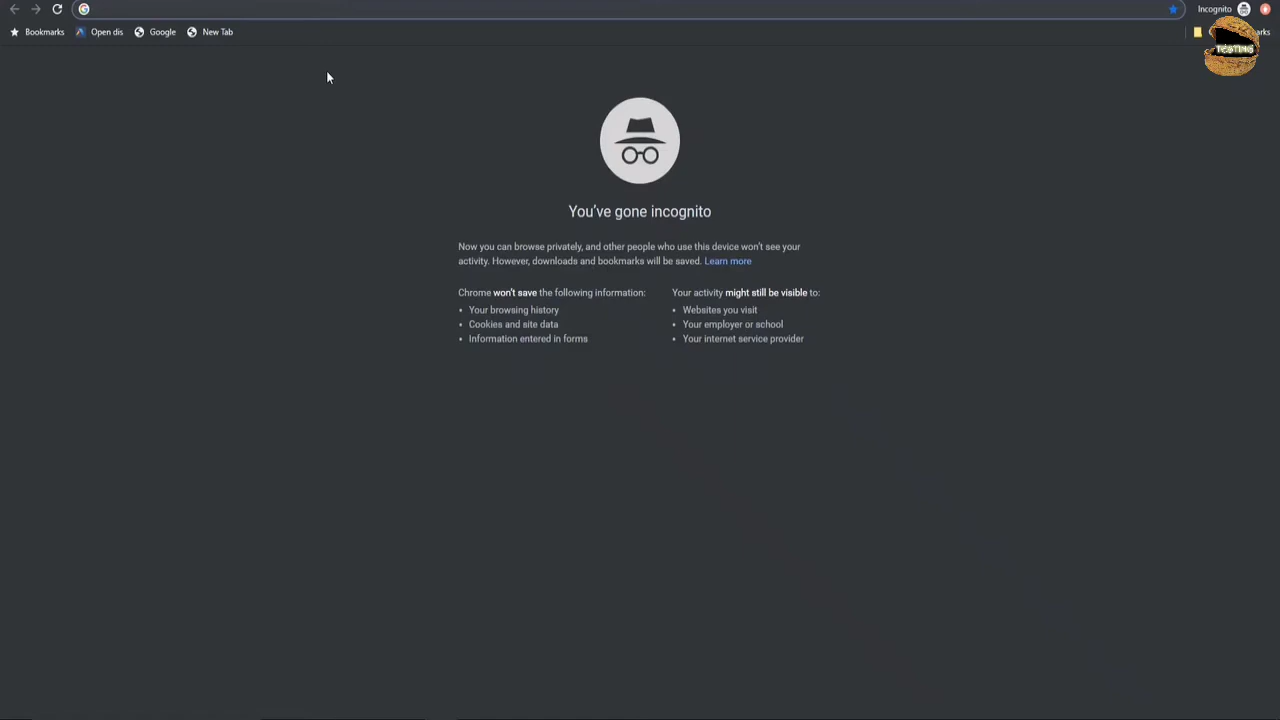 Incognito
Bookmarks
Open dis
Google
New Tab
TESTING
You've gone incognito
Now you can browse privately, and other people who use this device won't see your
activity. However, downloads and bookmarks will be saved. Learn more
Chrome won't save the following information:
Your browsing history
Cookies and site data
Information entered in forms
Your activity might still be visible to:
Websites you visit
Your employer or school
Your internet service provider